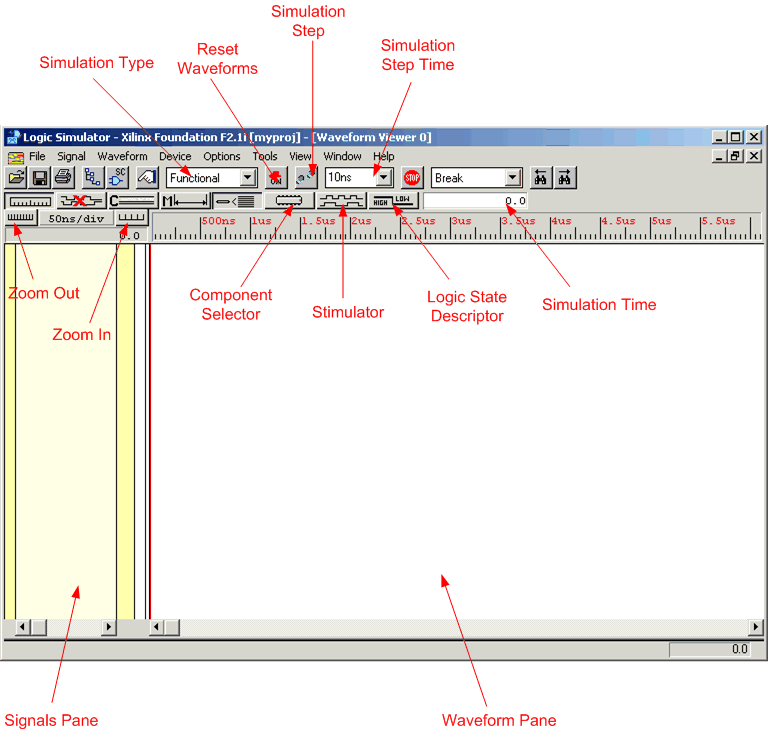 Simulation
Step
Reset
Waveforms
Simulation
Step Time
Simulation Type
Logic Simulator - Xilinx Foundation F2.1i [myproj] - [Waveform Viewer 0]
File Signal Waveform Device Options Tools View Window Help
SC Functional ON 10ns STOP Break
C M HIGH LOW 0.0
50ns/div 500ns 1us 1.5us 2us 2.5us 3us 3.5us 4us 4.5us 5us 5.5us
0.0
Zoom Out
Component
Selector
Stimulator
Logic State
Descriptor
Simulation Time
Zoom In
0.0
Signals Pane
Waveform Pane